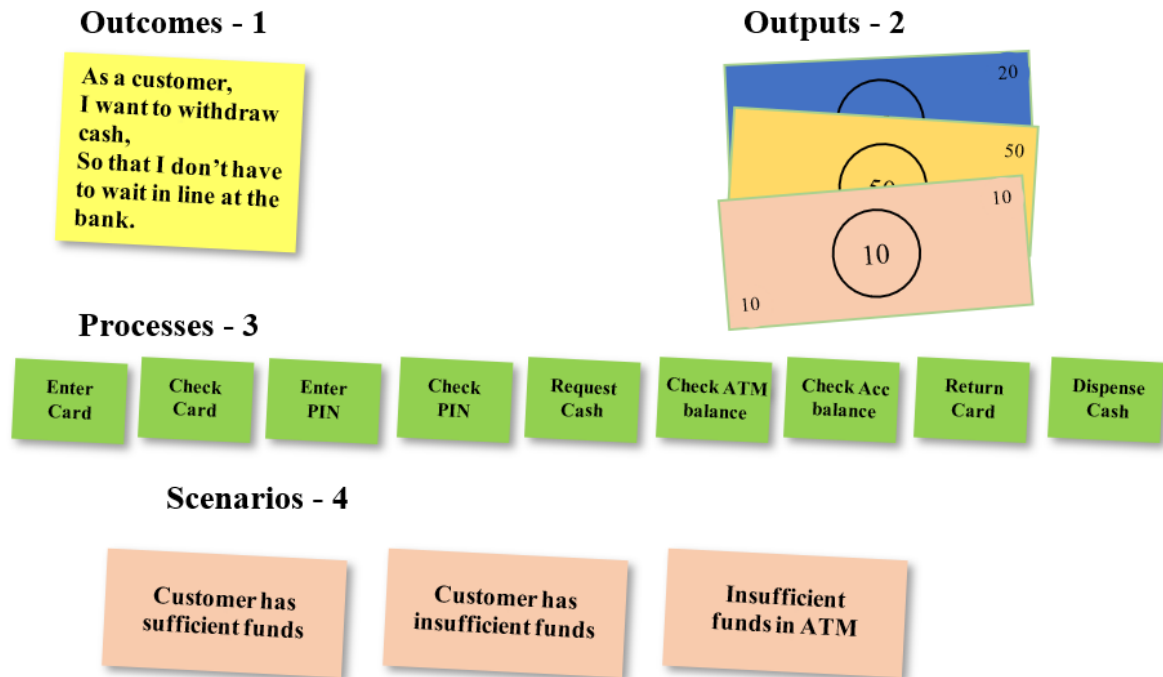 Outcomes - 1
Outputs - 2
As a customer,
I want to withdraw
cash,
So that I don't have
to wait in line at the
bank.
20
50
50
10
10
10
Processes - 3
Enter
Card
Check
Card
Enter
PIN
Check
PIN
Request
Cash
Check ATM
balance
Check Acc
balance
Return
Card
Dispense
Cash
Scenarios - 4
Customer has
sufficient funds
Customer has
insufficient funds
Insufficient
funds in ATM